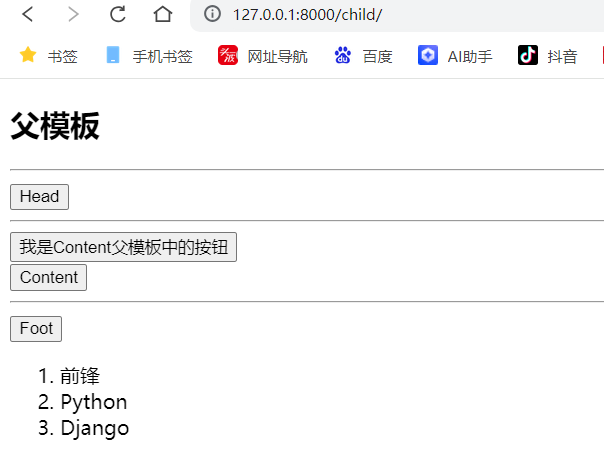 127.0.0.1:8000/child/
书签 手机书签 网址导航 百度 AI助手 抖音
父模板
Head
我是Content父模板中的按钮
Content
Foot
1. 前锋
2. Python
3. Django